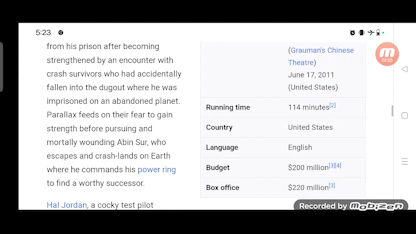 5:23
from his prison after becoming
strengthened by an encounter with
crash survivors who had accidentally
fallen into the dugout where he was
imprisoned on an abandoned planet.
Parallax feeds on their fear to gain
strength before pursuing and
mortally wounding Abin Sur, who
escapes and crash-lands on Earth
where he commands his power ring
to find a worthy successor.
Hal Jordan, a cocky test pilot
(Grauman's Chinese
Theatre)
June 17, 2011
(United States)
Running time 114 minutes[2]
Country United States
Language English
Budget $200 million[3][4]
Box office $220 million[3]
Recorded by Mobizen